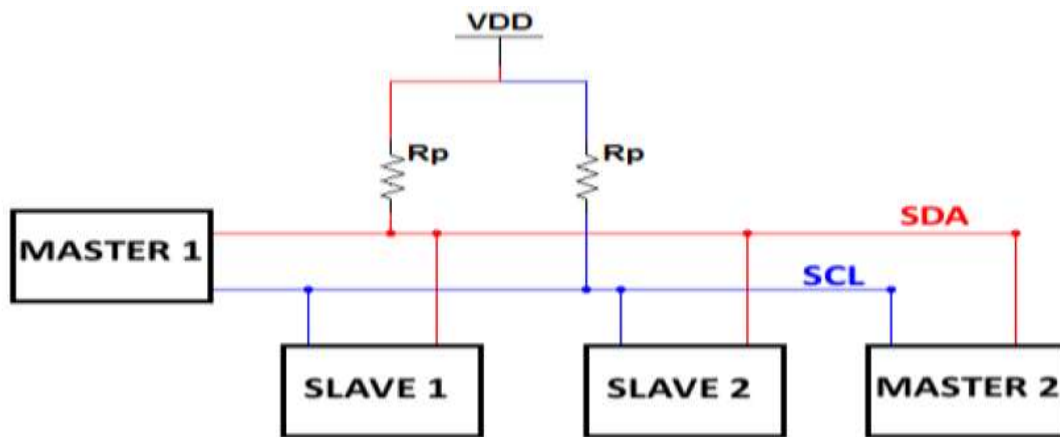 VDD
Rp
Rp
SDA
MASTER 1
SCL
SLAVE 1
SLAVE 2
MASTER 2